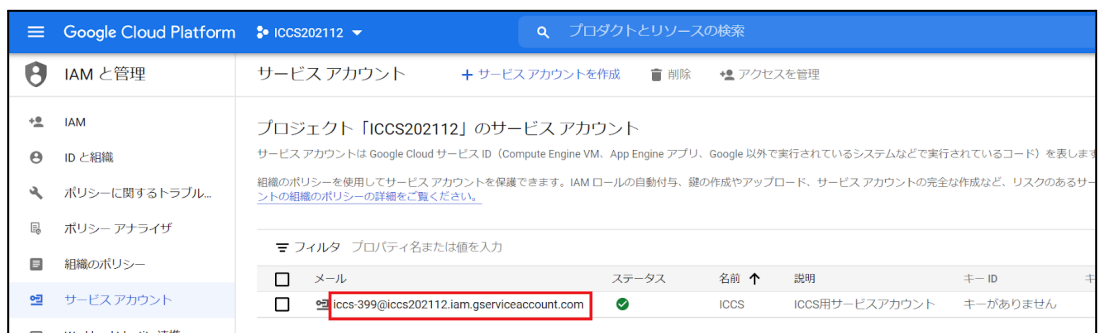 Google Cloud Platform ICCS202112 プロダクトとリソースの検索
IAM と管理
サービス アカウント + サービス アカウントを作成 削除 アクセスを管理
IAM
ID と組織
ポリシーに関するトラブル...
ポリシー アナライザ
組織のポリシー
サービス アカウント
プロジェクト「ICCS202112」のサービス アカウント
サービス アカウントは Google Cloud サービス ID（Compute Engine VM、App Engine アプリ、Google 以外で実行されているシステムなどで実行されているコード）を表します
組織のポリシーを使用してサービス アカウントを保護できます。IAM ロールの自動付与、鍵の作成やアップロード、サービス アカウントの完全な作成など、リスクのあるサー
ントの組織のポリシーの詳細をご覧ください。
フィルタ プロパティ名または値を入力
メール ステータス 名前 ↑ 説明 キー ID キ
iccs-399@iccs202112.iam.gserviceaccount.com ICCS ICCS用サービスアカウント キーがありません